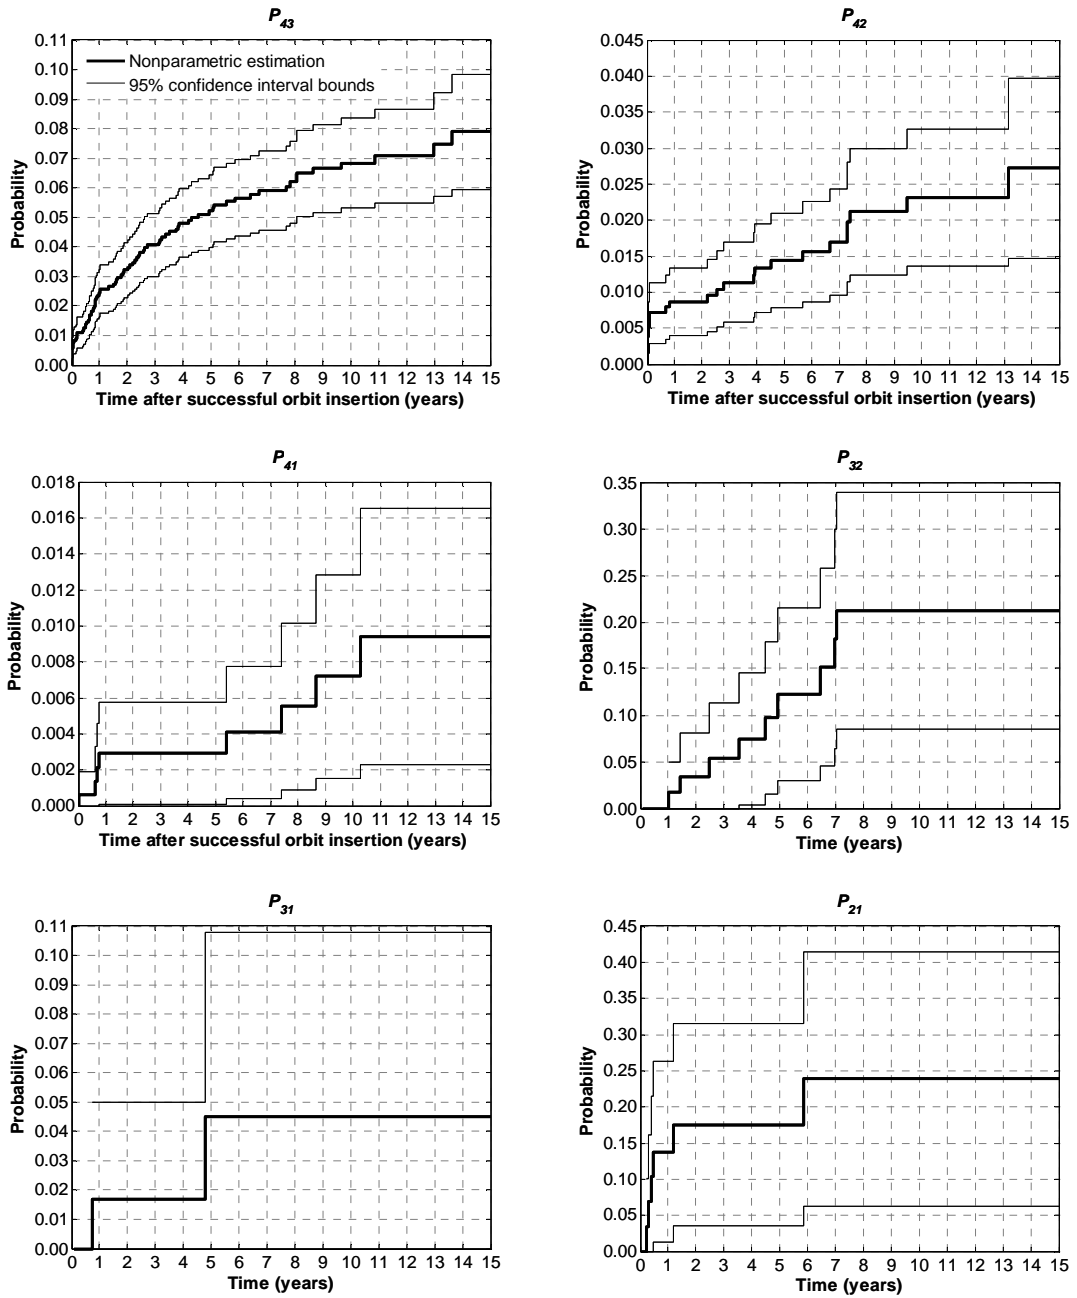 P43
0.11
0.10
0.09
0.08
0.07
0.06
0.05
0.04
0.03
0.02
0.01
0.00
Probability
Nonparametric estimation
95% confidence interval bounds
0 1 2 3 4 5 6 7 8 9 10 11 12 13 14 15
Time after successful orbit insertion (years)
P42
0.045
0.040
0.035
0.030
0.025
0.020
0.015
0.010
0.005
0.000
Probability
0 1 2 3 4 5 6 7 8 9 10 11 12 13 14 15
Time after successful orbit insertion (years)
P41
0.018
0.016
0.014
0.012
0.010
0.008
0.006
0.004
0.002
0.000
Probability
0 1 2 3 4 5 6 7 8 9 10 11 12 13 14 15
Time after successful orbit insertion (years)
P32
0.35
0.30
0.25
0.20
0.15
0.10
0.05
0.00
Probability
0 1 2 3 4 5 6 7 8 9 10 11 12 13 14 15
Time (years)
P31
0.11
0.10
0.09
0.08
0.07
0.06
0.05
0.04
0.03
0.02
0.01
0.00
Probability
0 1 2 3 4 5 6 7 8 9 10 11 12 13 14 15
Time (years)
P21
0.45
0.40
0.35
0.30
0.25
0.20
0.15
0.10
0.05
0.00
Probability
0 1 2 3 4 5 6 7 8 9 10 11 12 13 14 15
Time (years)